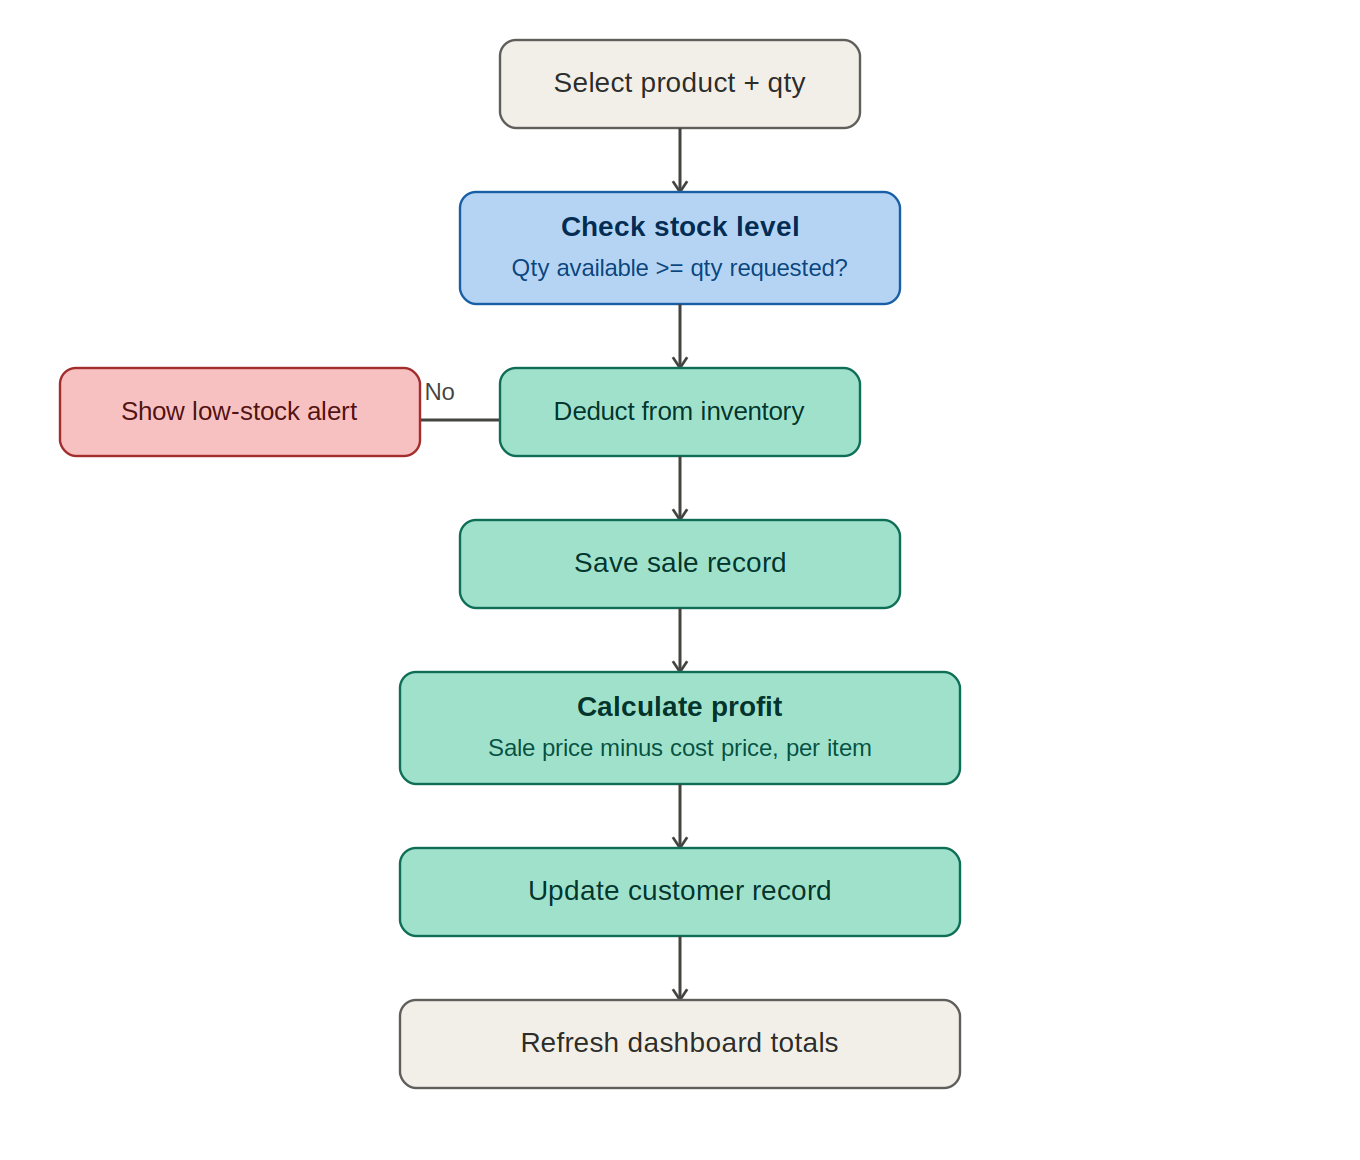 Select product + qty
Check stock level
Qty available >= qty requested?
No
Show low-stock alert
Deduct from inventory
Save sale record
Calculate profit
Sale price minus cost price, per item
Update customer record
Refresh dashboard totals